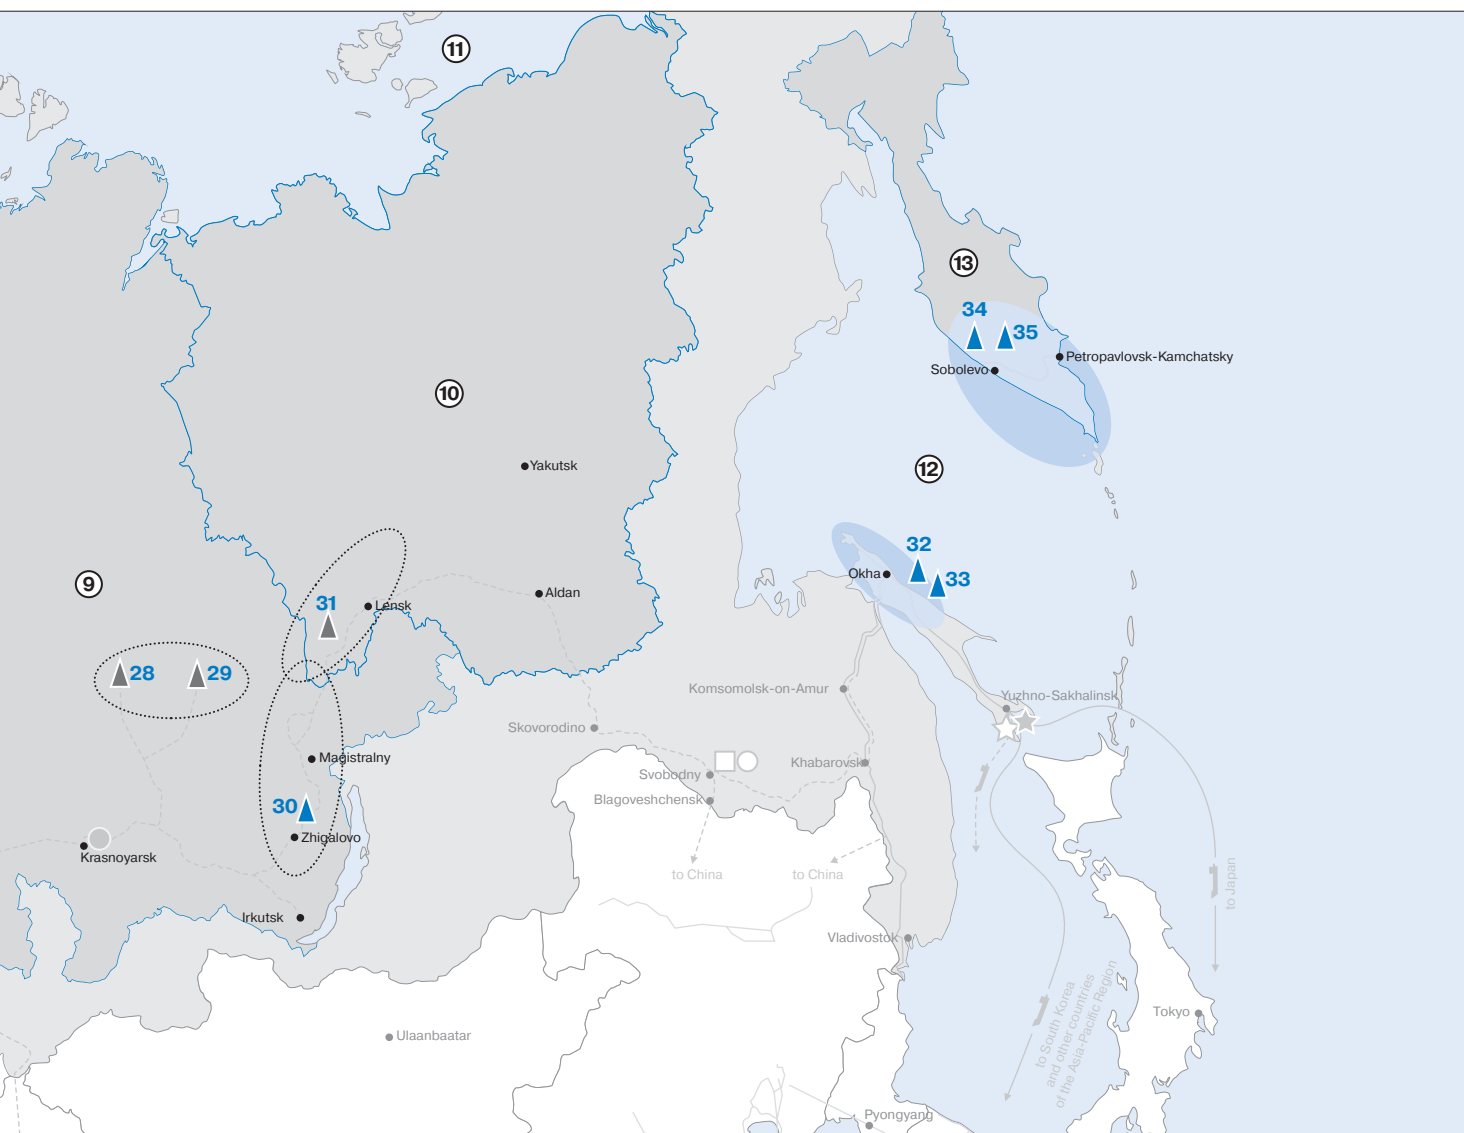 11
13
34
35
Petropavlovsk-Kamchatsky
Sobolevo
10
Yakutsk
12
32
Okha
33
9
Aldan
31
Lensk
28
29
Komsomolsk-on-Amur
Yuzhno-Sakhalinsk
Skovorodino
Magistralny
Khabarovsk
Svobodny
Blagoveshchensk
30
Zhigalovo
Krasnoyarsk
to China
to China
to Japan
Irkutsk
Vladivostok
to South Korea
and other countries
of the Asia-Pacific Region
Tokyo
Ulaanbaatar
Pyongyang